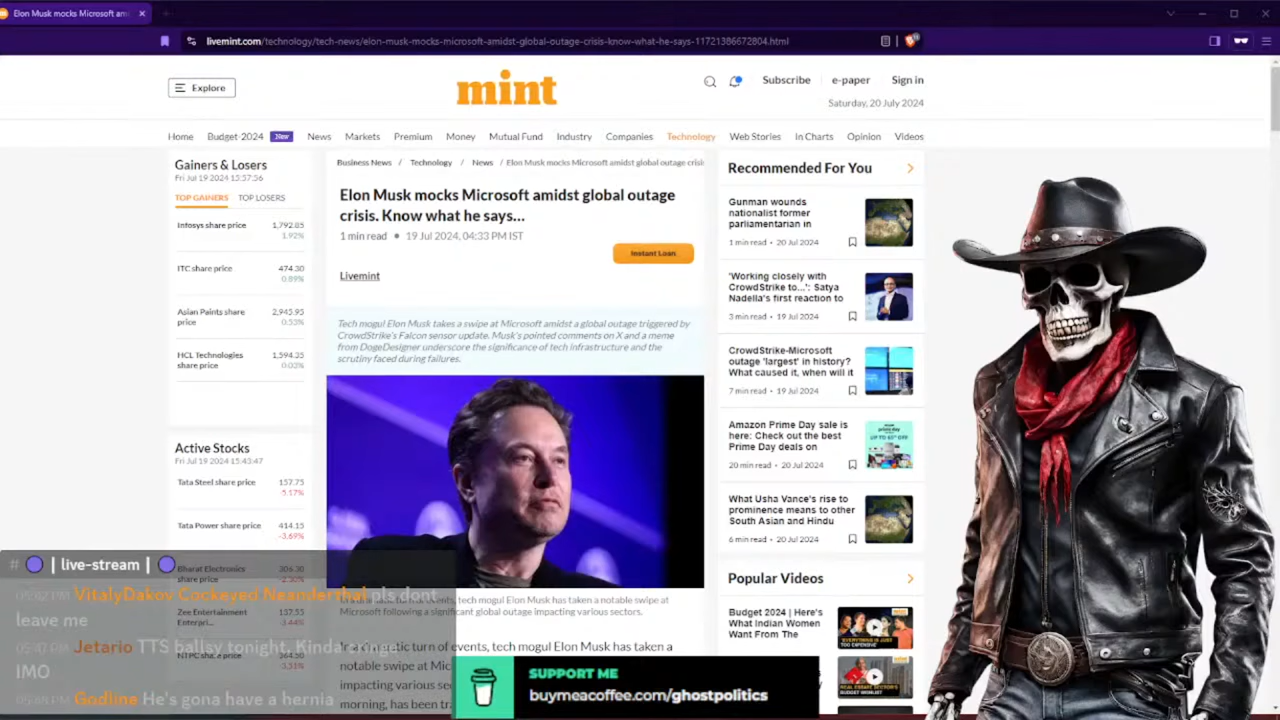 Elon Musk mocks Microsoft am
livemint.com/technology/tech-news/elon-musk-mocks-microsoft-amidst-global-outage-crisis-know-what-he-says-11721386672804.html
Explore
mint
Subscribe
e-paper
Sign in
Saturday, 20 July 2024
Home
Budget 2024
New
News
Markets
Premium
Money
Mutual Fund
Industry
Companies
Technology
Web Stories
In Charts
Opinion
Videos
Gainers & Losers
Fri Jul 19 2024 15:57:56
TOP GAINERS
TOP LOSERS
Infosys share price
1,792.85
1.92%
ITC share price
474.30
0.89%
Asian Paints share
price
2,945.95
0.53%
HCL Technologies
share price
1,594.35
0.03%
Active Stocks
Fri Jul 19 2024 15:43:47
Tata Steel share price
157.75
-5.17%
Tata Power share price
414.15
-3.69%
Bharat Electronics
share price
306.30
-2.50%
Zee Entertainment
Enterpri...
137.55
-3.44%
NTPC share price
364.50
-3.31%
Business News / Technology / News / Elon Musk mocks Microsoft amidst global outage crisis
Elon Musk mocks Microsoft amidst global outage
crisis. Know what he says...
1 min read • 19 Jul 2024, 04:33 PM IST
Instant Loan
Livemint
Tech mogul Elon Musk takes a swipe at Microsoft amidst a global outage triggered by
CrowdStrike's Falcon sensor update. Musk's pointed comments on X and a meme
from DogeDesigner underscore the significance of tech infrastructure and the
scrutiny faced during failures.
events, tech mogul Elon Musk has taken a notable swipe at
Microsoft following a significant global outage impacting various sectors.
turn of events, tech mogul Elon Musk has taken a
notable swipe at Mic
impacting various sec
morning, has been tr
Recommended For You
Gunman wounds
nationalist former
parliamentarian in
1 min read • 20 Jul 2024
'Working closely with
CrowdStrike to...': Satya
Nadella's first reaction to
3 min read • 19 Jul 2024
CrowdStrike-Microsoft
outage 'largest' in history?
What caused it, when will it
7 min read • 20 Jul 2024
Amazon Prime Day sale is
here: Check out the best
Prime Day deals on
20 min read • 20 Jul 2024
What Usha Vance's rise to
prominence means to other
South Asian and Hindu
6 min read • 20 Jul 2024
Popular Videos
Budget 2024 | Here's
What Indian Women
Want From The
# | live-stream |
VitalyDakov Cockeyed Neanderthal pls dont
leave me
05:47 PM Jetario TTS ballsy tonight. Kinda cringe
IMO
Godline He's gona have a hernia
SUPPORT ME
buymeacoffee.com/ghostpolitics